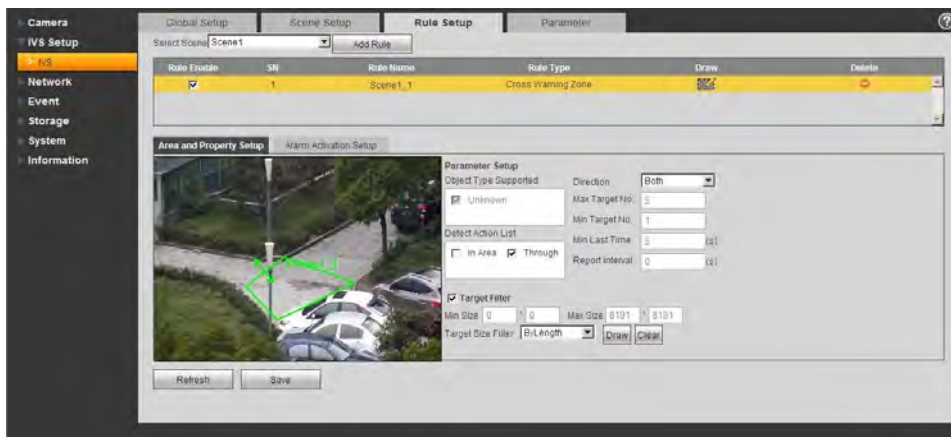 Camera
IVS Setup
IVS
Network
Event
Storage
System
Information
Global Setup Scene Setup Rule Setup Parameter
Select Scene Scene1 Add Rule
Rule Enable SN Rule Name Rule Type Draw Delete
1 Scene1_1 Cross Warning Zone
Area and Property Setup Alarm Activation Setup
Parameter Setup
Object Type Supported
Unknown
Detect Action List
In Area Through
Direction Both
Max Target No. 5
Min Target No. 1
Min Last Time 5 (s)
Report Interval 0 (s)
Target Filter
Min Size 0 * 0 Max Size 8191 * 8191
Target Size Filter ByLength Draw Clear
Refresh Save